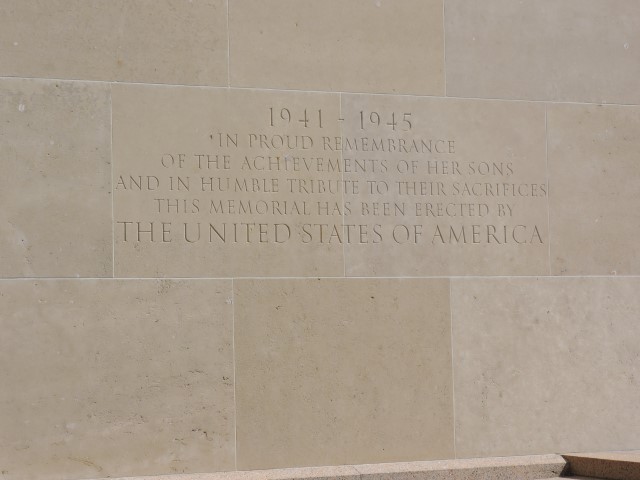 1941 - 1945
IN PROUD REMEMBRANCE
OF THE ACHIEVEMENTS OF HER SONS
AND IN HUMBLE TRIBUTE TO THEIR SACRIFICES
THIS MEMORIAL HAS BEEN ERECTED BY
THE UNITED STATES OF AMERICA